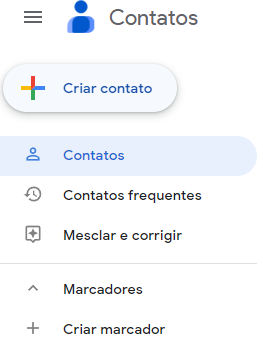 Contatos
Criar contato
Contatos
Contatos frequentes
Mesclar e corrigir
Marcadores
Criar marcador